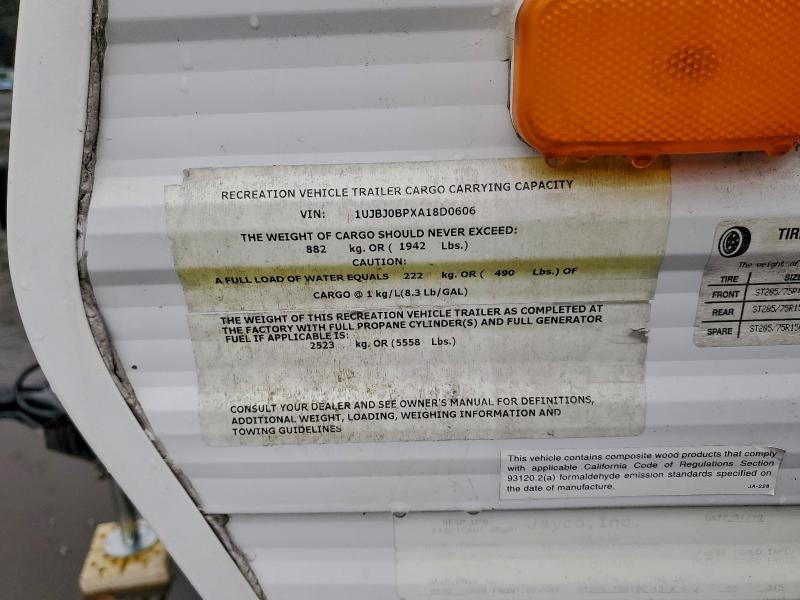 RECREATION VEHICLE TRAILER CARGO CARRYING CAPACITY
VIN: 1UJBJ0BPXA18D0606
THE WEIGHT OF CARGO SHOULD NEVER EXCEED:
882 kg. OR ( 1942 Lbs.)
CAUTION:
A FULL LOAD OF WATER EQUALS 222 kg. OR ( 490 Lbs.) OF
CARGO @ 1 kg/L(8.3 Lb/GAL)
THE WEIGHT OF THIS RECREATION VEHICLE TRAILER AS COMPLETED AT
THE FACTORY WITH FULL PROPANE CYLINDER(S) AND FULL GENERATOR
FUEL IF APPLICABLE IS:
2523 kg. OR (5558 Lbs.)
CONSULT YOUR DEALER AND SEE OWNER'S MANUAL FOR DEFINITIONS,
ADDITIONAL WEIGHT, LOADING, WEIGHING INFORMATION AND
TOWING GUIDELINES
TIR
The weight of
TIRE SIZ
FRONT ST205/75R1
REAR ST205/75R15
SPARE ST205/75R15
This vehicle contains composite wood products that comply
with applicable California Code of Regulations Section
93120.2(a) formaldehyde emission standards specified on
the date of manufacture. JA-228
Jayco, Inc.